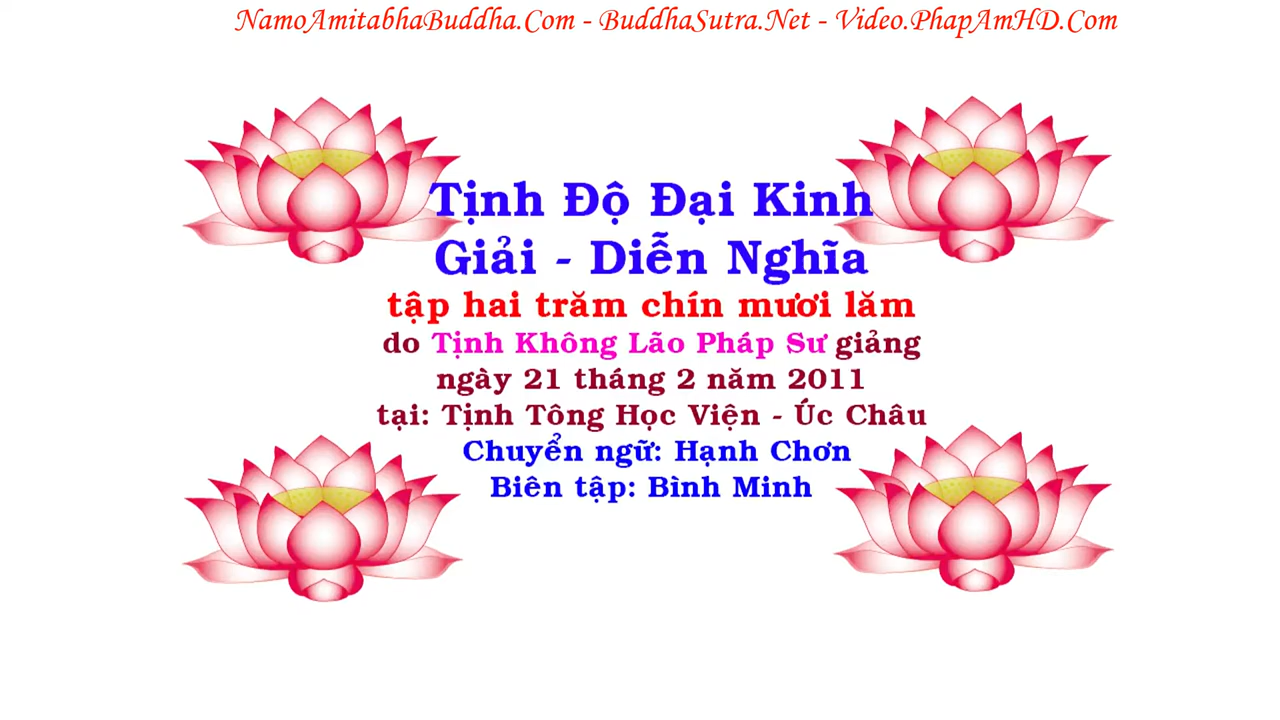 NamoAmitabhaBuddha.Com - BuddhaSutra.Net - Video.PhapAmHD.Com
Tịnh Độ Đại Kinh
Giải - Diễn Nghĩa
tập hai trăm chín mươi lăm
do Tịnh Không Lão Pháp Sư giảng
ngày 21 tháng 2 năm 2011
tại: Tịnh Tông Học Viện - Úc Châu
Chuyển ngữ: Hạnh Chơn
Biên tập: Bình Minh